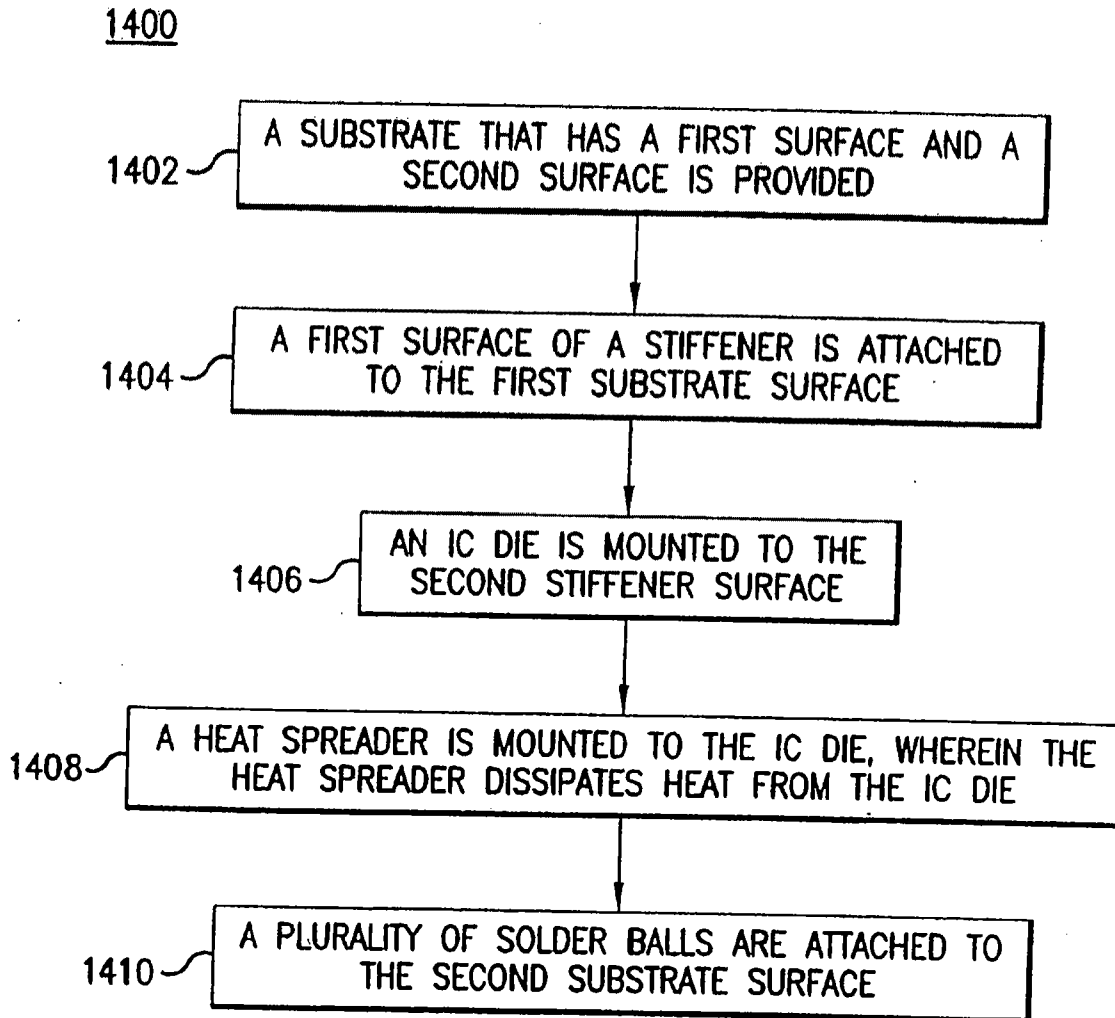 1400
1402
A SUBSTRATE THAT HAS A FIRST SURFACE AND A
SECOND SURFACE IS PROVIDED
1404
A FIRST SURFACE OF A STIFFENER IS ATTACHED
TO THE FIRST SUBSTRATE SURFACE
1406
AN IC DIE IS MOUNTED TO THE
SECOND STIFFENER SURFACE
1408
A HEAT SPREADER IS MOUNTED TO THE IC DIE, WHEREIN THE
HEAT SPREADER DISSIPATES HEAT FROM THE IC DIE
1410
A PLURALITY OF SOLDER BALLS ARE ATTACHED TO
THE SECOND SUBSTRATE SURFACE